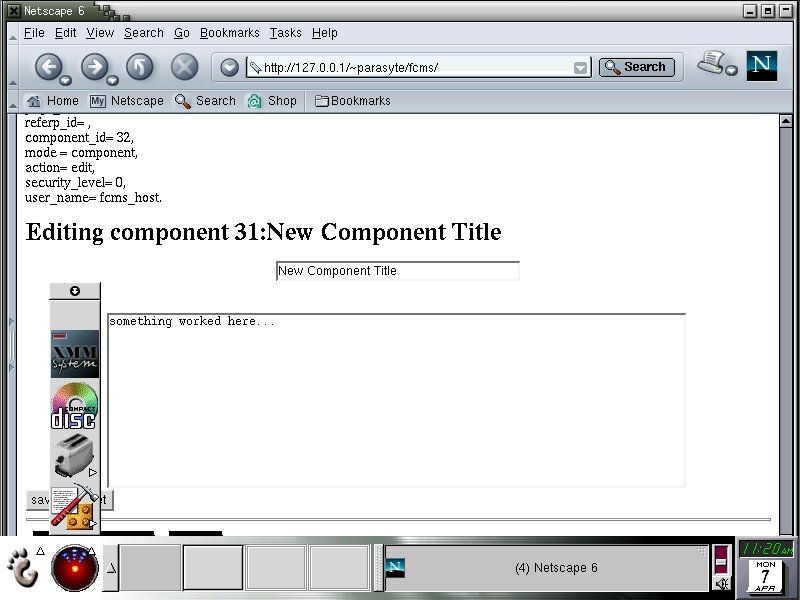 Netscape 6
File Edit View Search Go Bookmarks Tasks Help
http://127.0.0.1/~parasyte/fcms/ Search N
Home My Netscape Search Shop Bookmarks
referp_id= ,
component_id= 32,
mode = component,
action= edit,
security_level= 0,
user_name= fcms_host.
Editing component 31:New Component Title
New Component Title
something worked here...
XMM
system
COMPACT
disc
N (4) Netscape 6
11:20 AM
MON
7
APR